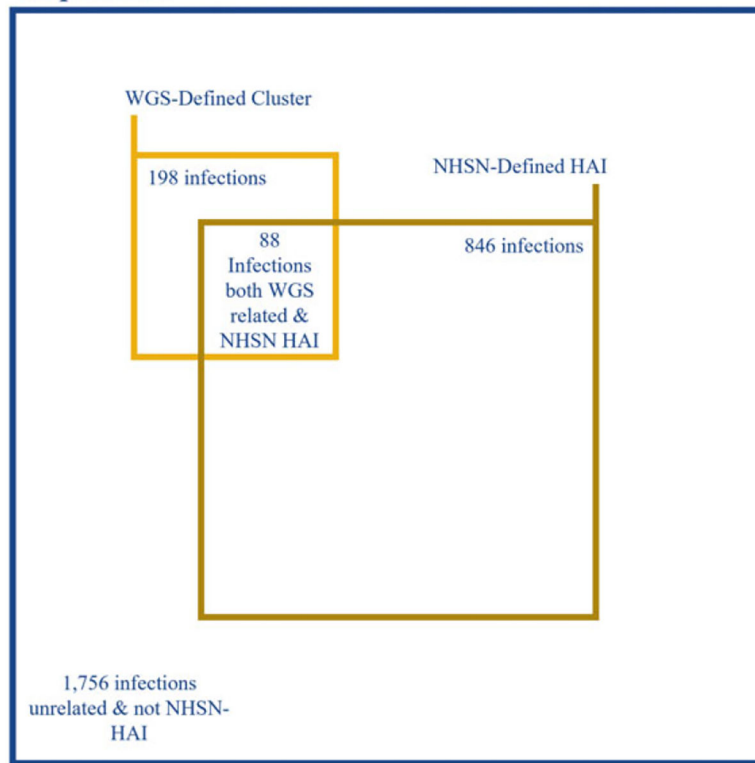 WGS-Defined Cluster
NHSN-Defined HAI
198 infections
88
Infections
both WGS
related &
NHSN HAI
846 infections
1,756 infections
unrelated & not NHSN-
HAI